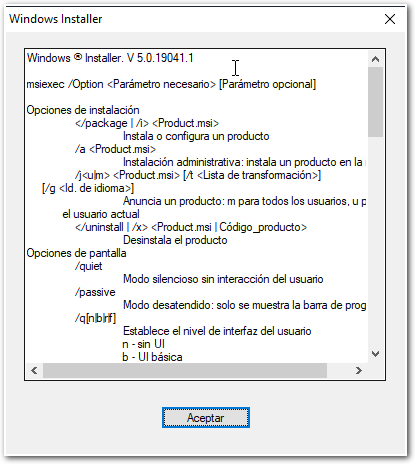 Windows Installer
Windows ® Installer. V 5.0.19041.1
msiexec /Option <Parámetro necesario> [Parámetro opcional]
Opciones de instalación
</package | /i> <Product.msi>
Instala o configura un producto
/a <Product.msi>
Instalación administrativa: instala un producto en la
/j<u|m> <Product.msi> [/t <Lista de transformación>]
[/g <Id. de idioma>]
Anuncia un producto: m para todos los usuarios, u p
el usuario actual
</uninstall | /x> <Product.msi | Código_producto>
Desinstala el producto
Opciones de pantalla
/quiet
Modo silencioso sin interacción del usuario
/passive
Modo desatendido: solo se muestra la barra de prog
/q[n|b|r|f]
Establece el nivel de interfaz del usuario
n - sin UI
b - UI básica
Aceptar